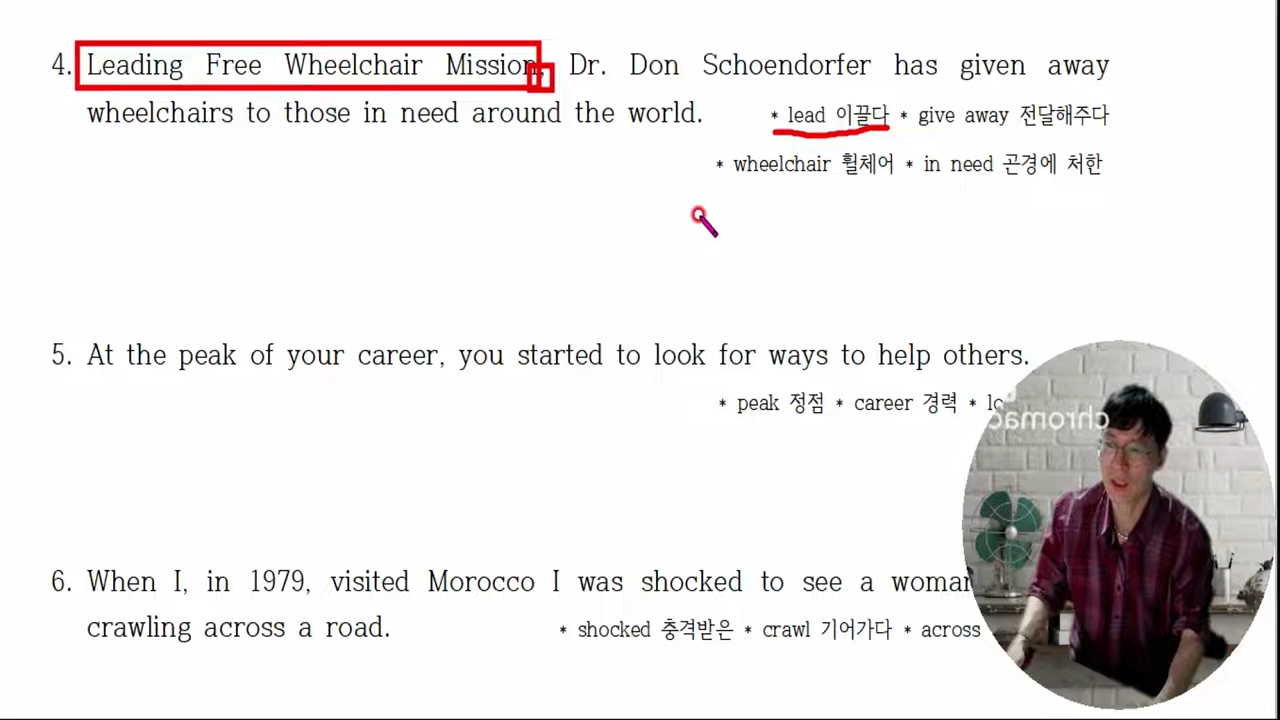 4. Leading Free Wheelchair Mission, Dr. Don Schoendorfer has given away
wheelchairs to those in need around the world.
* lead 이끌다 * give away 전달해주다
* wheelchair 휠체어 * in need 곤경에 처한
5. At the peak of your career, you started to look for ways to help others.
* peak 정점 * career 경력 *
6. When I, in 1979, visited Morocco I was shocked to see a woman
crawling across a road.
* shocked 충격받은 * crawl 기어가다 * across